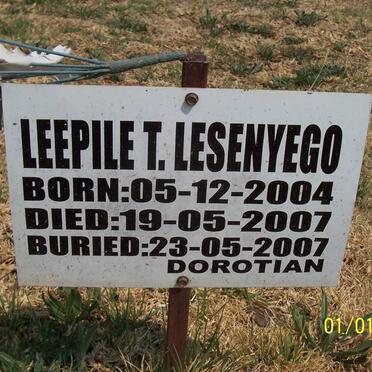 LEEPILE T. LESENYEGO
BORN:05-12-2004
DIED:19-05-2007
BURIED:23-05-2007
DOROTIAN
01/01